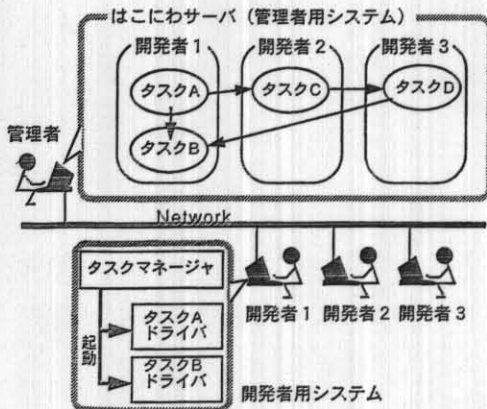 はこにわサーバ（管理者用システム）
開発者1 開発者2 開発者3
タスクA タスクC タスクD
タスクB
管理者
Network
タスクマネージャ
起動
タスクA
ドライバ
タスクB
ドライバ
開発者1 開発者2 開発者3
開発者用システム